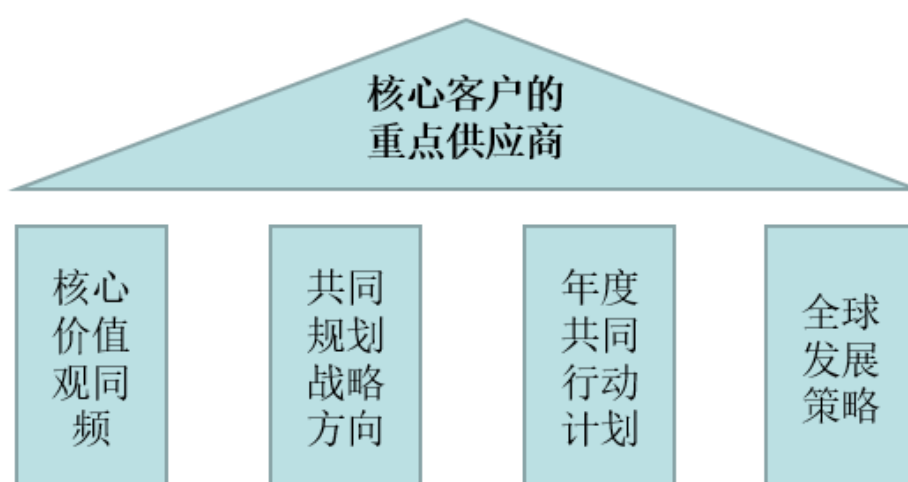 核心客户的
重点供应商
核心
价值
观同
频
共同
规划
战略
方向
年度
共同
行动
计划
全球
发展
策略